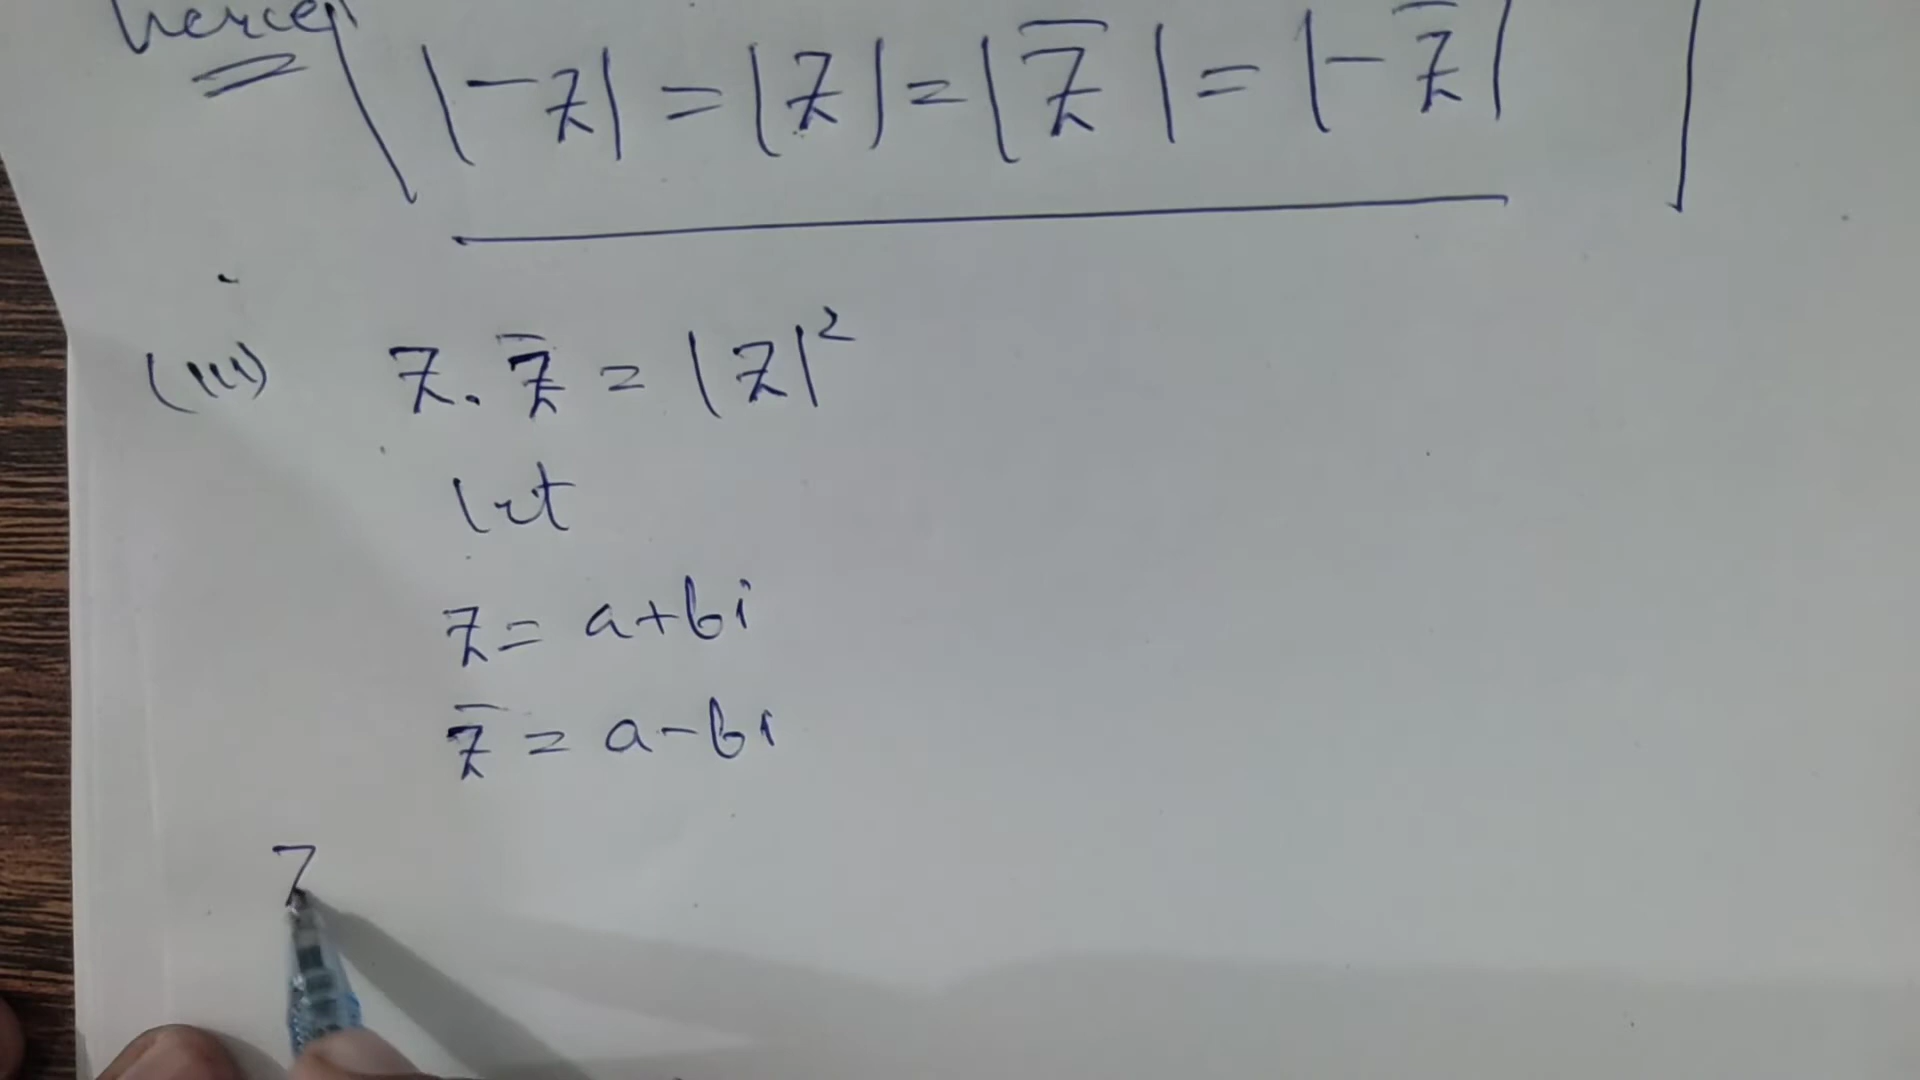 hence |-z| = |z| = |z̅| = |-z̅|
(iii) z . z̅ = |z|²
let
z = a+bi
z̅ = a-bi
z